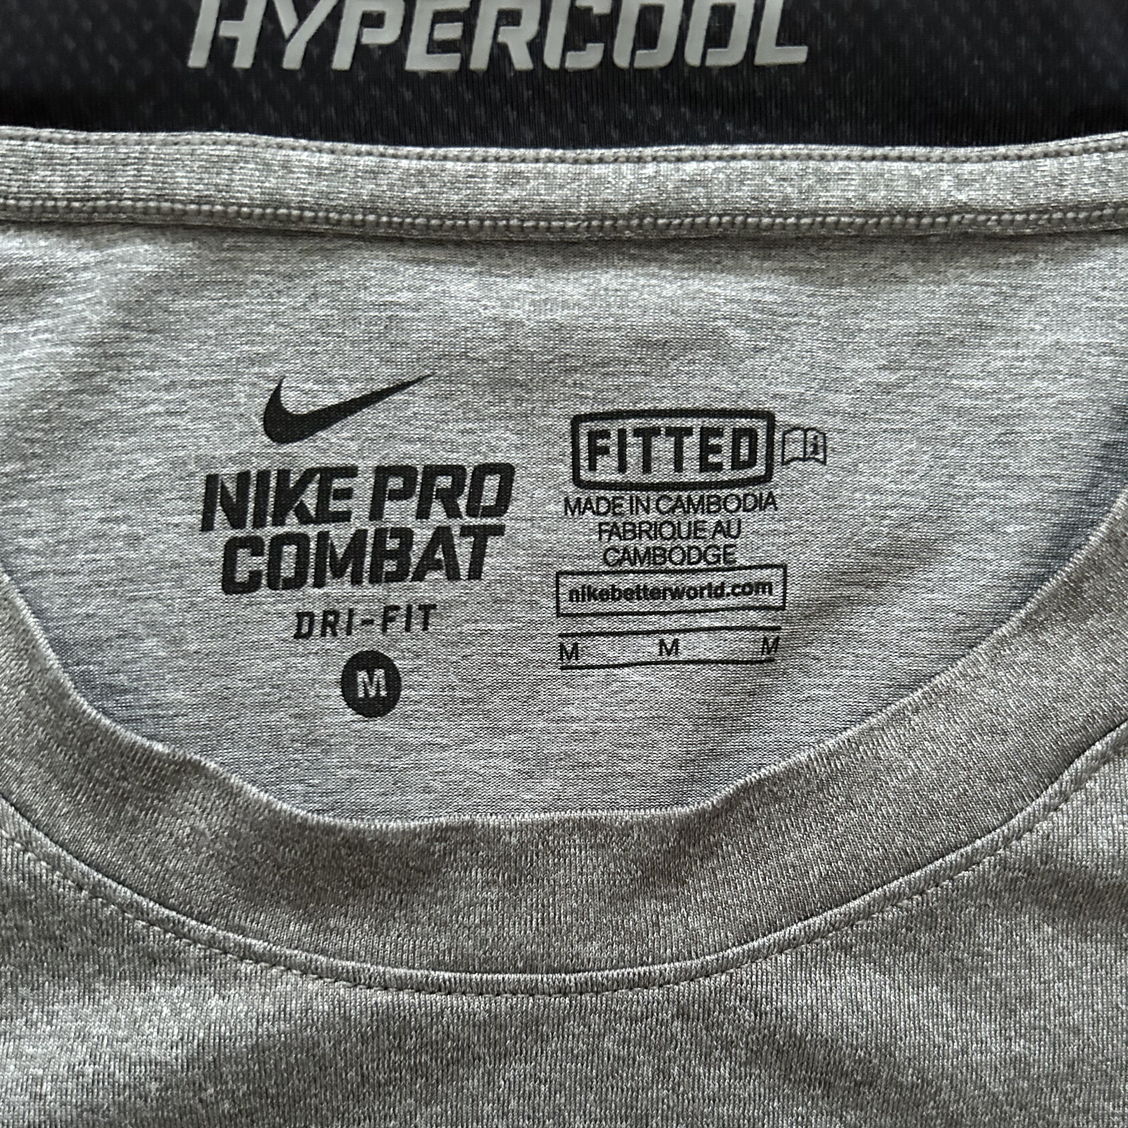 HYPERCOOL
NIKE PRO
COMBAT
DRI-FIT
M
FITTED
MADE IN CAMBODIA
FABRIQUE AU
CAMBODGE
nikebetterworld.com
M M M